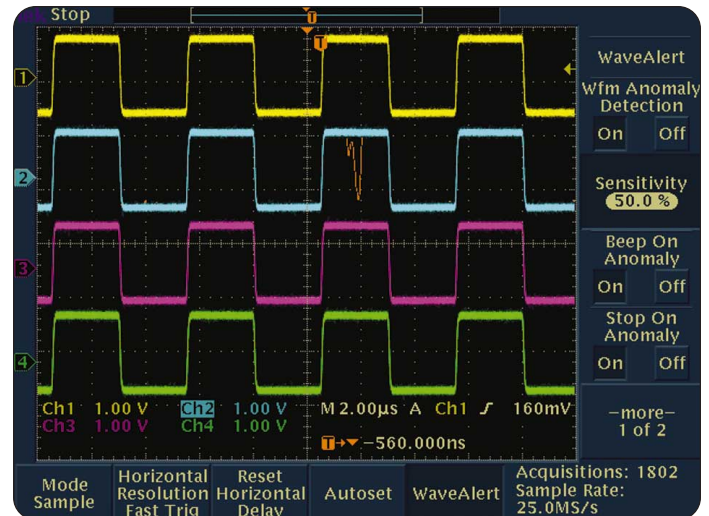 Stop
T
T
1
2
3
4
WaveAlert
Wfm Anomaly
Detection
On Off
Sensitivity
50.0 %
Beep On
Anomaly
On Off
Stop On
Anomaly
On Off
-more-
1 of 2
Ch1 1.00 V Ch2 1.00 V M 2.00µs A Ch1 160mV
Ch3 1.00 V Ch4 1.00 V
T→▼ -560.000ns
Mode
Sample
Horizontal
Resolution
Fast Trig
Reset
Horizontal
Delay
Autoset
WaveAlert
Acquisitions: 1802
Sample Rate:
25.0MS/s